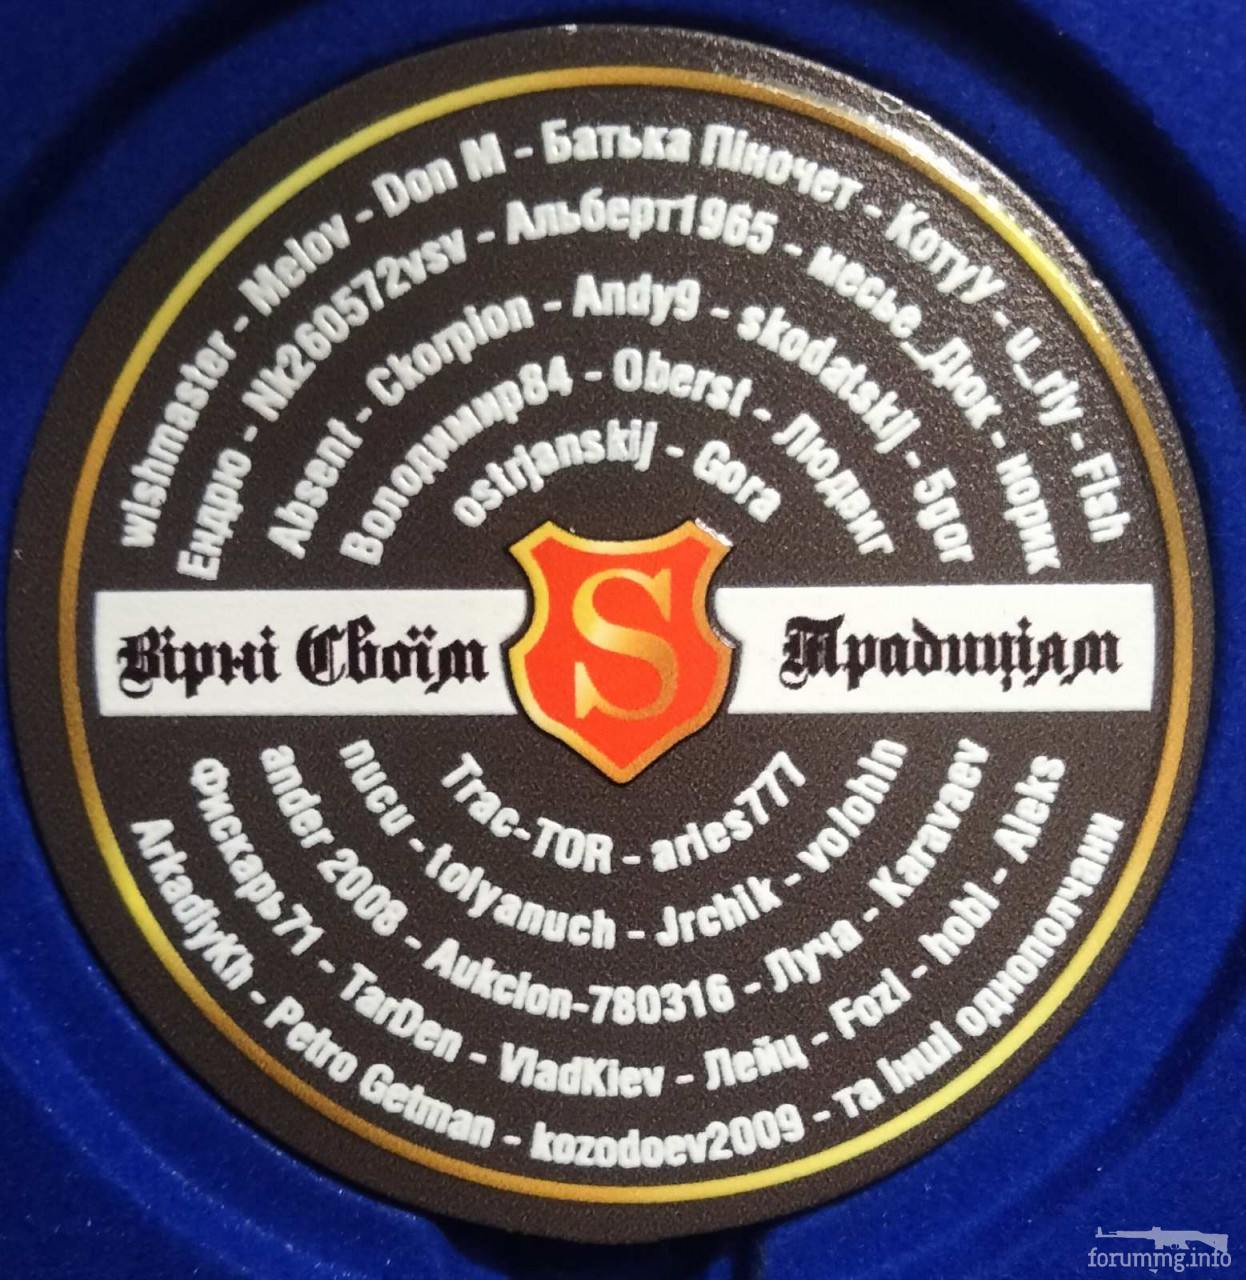 wishmaster - Melov - Don M - Батька Піночет - КотуУ - u_rly - Fish
Ендрю - Nk260572vsv - Альберт1965 - месье_Дюк - норик
Absent - Ckorpion - Andy9 - skodatskij - 5gor
Володимир84 - Oberst - Людвиг
ostrjanskij - Gora
Вірні Своїм S Традиціям
Trac-TOR - aries777
nucu - tolyanuch - Jrchik - volohin
ander 2008 - Aukcion-780316 - Луча - Karavaev
Фискарь71 - TarDen - VladKiev - Лейц - Fozi - hobi - Aleks
ArkadiyKh - Petro Getman - kozodoev2009 - та інші однополчани
forummg.info